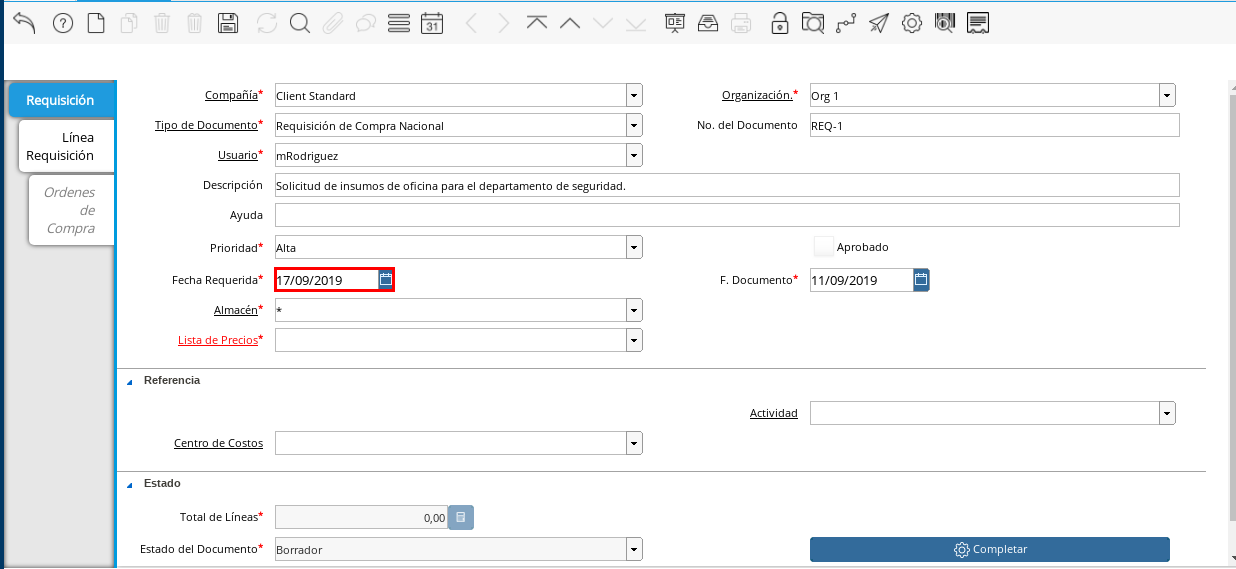 31
Requisición
Línea
Requisición
Ordenes
de
Compra
Compañía* Client Standard Organización.* Org 1
Tipo de Documento* Requisición de Compra Nacional No. del Documento REQ-1
Usuario* mRodriguez
Descripción Solicitud de insumos de oficina para el departamento de seguridad.
Ayuda
Prioridad* Alta Aprobado
Fecha Requerida* 17/09/2019 F. Documento* 11/09/2019
Almacén* *
Lista de Precios*
Referencia
Actividad
Centro de Costos
Estado
Total de Líneas* 0,00
Estado del Documento* Borrador Completar